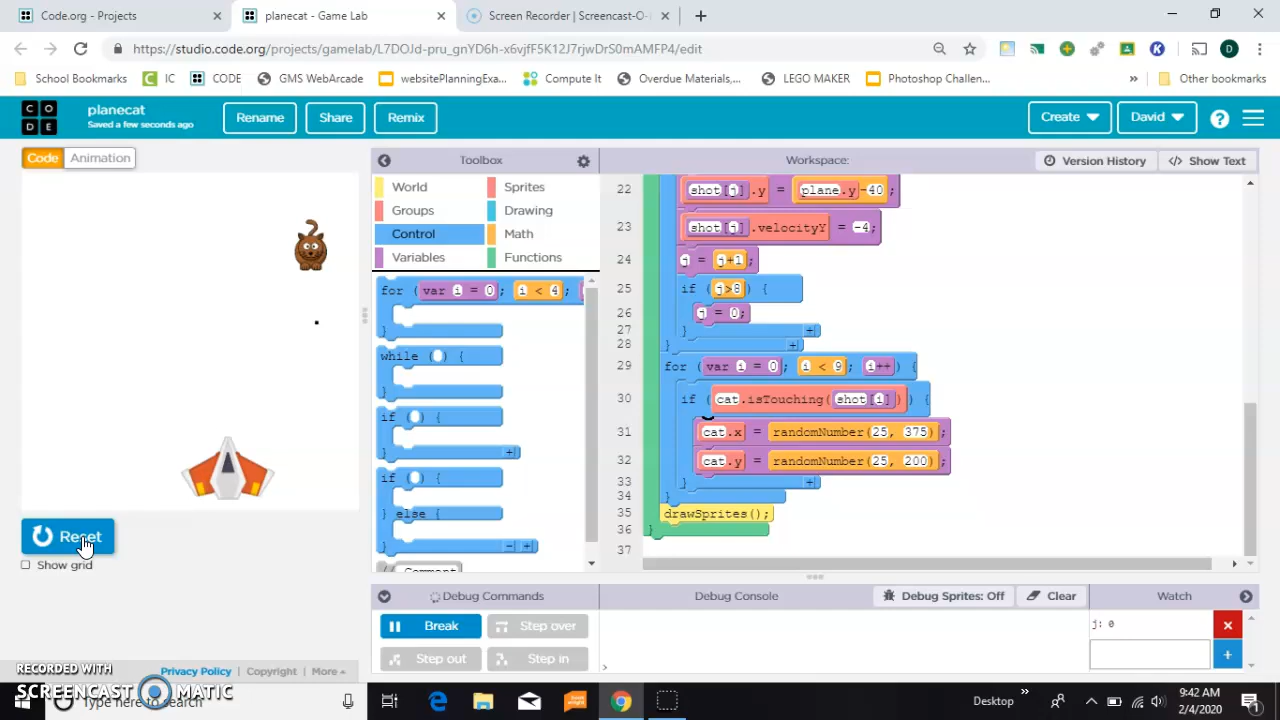 Code.org - Projects
planecat - Game Lab
Screen Recorder | Screencast-O-
https://studio.code.org/projects/gamelab/L7DOJd-pru_gnYD6h-x6vjfF5K12J7rjwDrS0mAMFP4/edit
D
School Bookmarks
IC
CODE
GMS WebArcade
websitePlanningExa...
Compute It
Overdue Materials,...
LEGO MAKER
Photoshop Challen...
»
Other bookmarks
C O
D E
planecat
Saved a few seconds ago
Rename
Share
Remix
Create
David
?
Code
Animation
Toolbox
Workspace:
Version History
</> Show Text
World
Sprites
Groups
Drawing
Control
Math
Variables
Functions
for ( var i = 0; i < 4;
}
while ( ) {
}
if ( ) {
}
if ( ) {
} else {
}
// Comment
22 shot[j].y = plane.y-40;
23 shot[j].velocityY = -4;
24 j = j+1;
25 if (j>8) {
26 j = 0;
27 }
28 }
29 for (var i = 0; i < 9; i++) {
30 if (cat.isTouching(shot[i])) {
31 cat.x = randomNumber(25, 375);
32 cat.y = randomNumber(25, 200);
33 }
34 }
35 drawSprites();
36 }
37
Reset
Show grid
Debug Commands
Debug Console
Debug Sprites: Off
Clear
Watch
Break
Step over
Step out
Step in
>
j: 0
x
+
RECORDED WITH
SCREENCAST MATIC
Privacy Policy
Copyright
More
Type here to search
Desktop
»
9:42 AM
2/4/2020
1